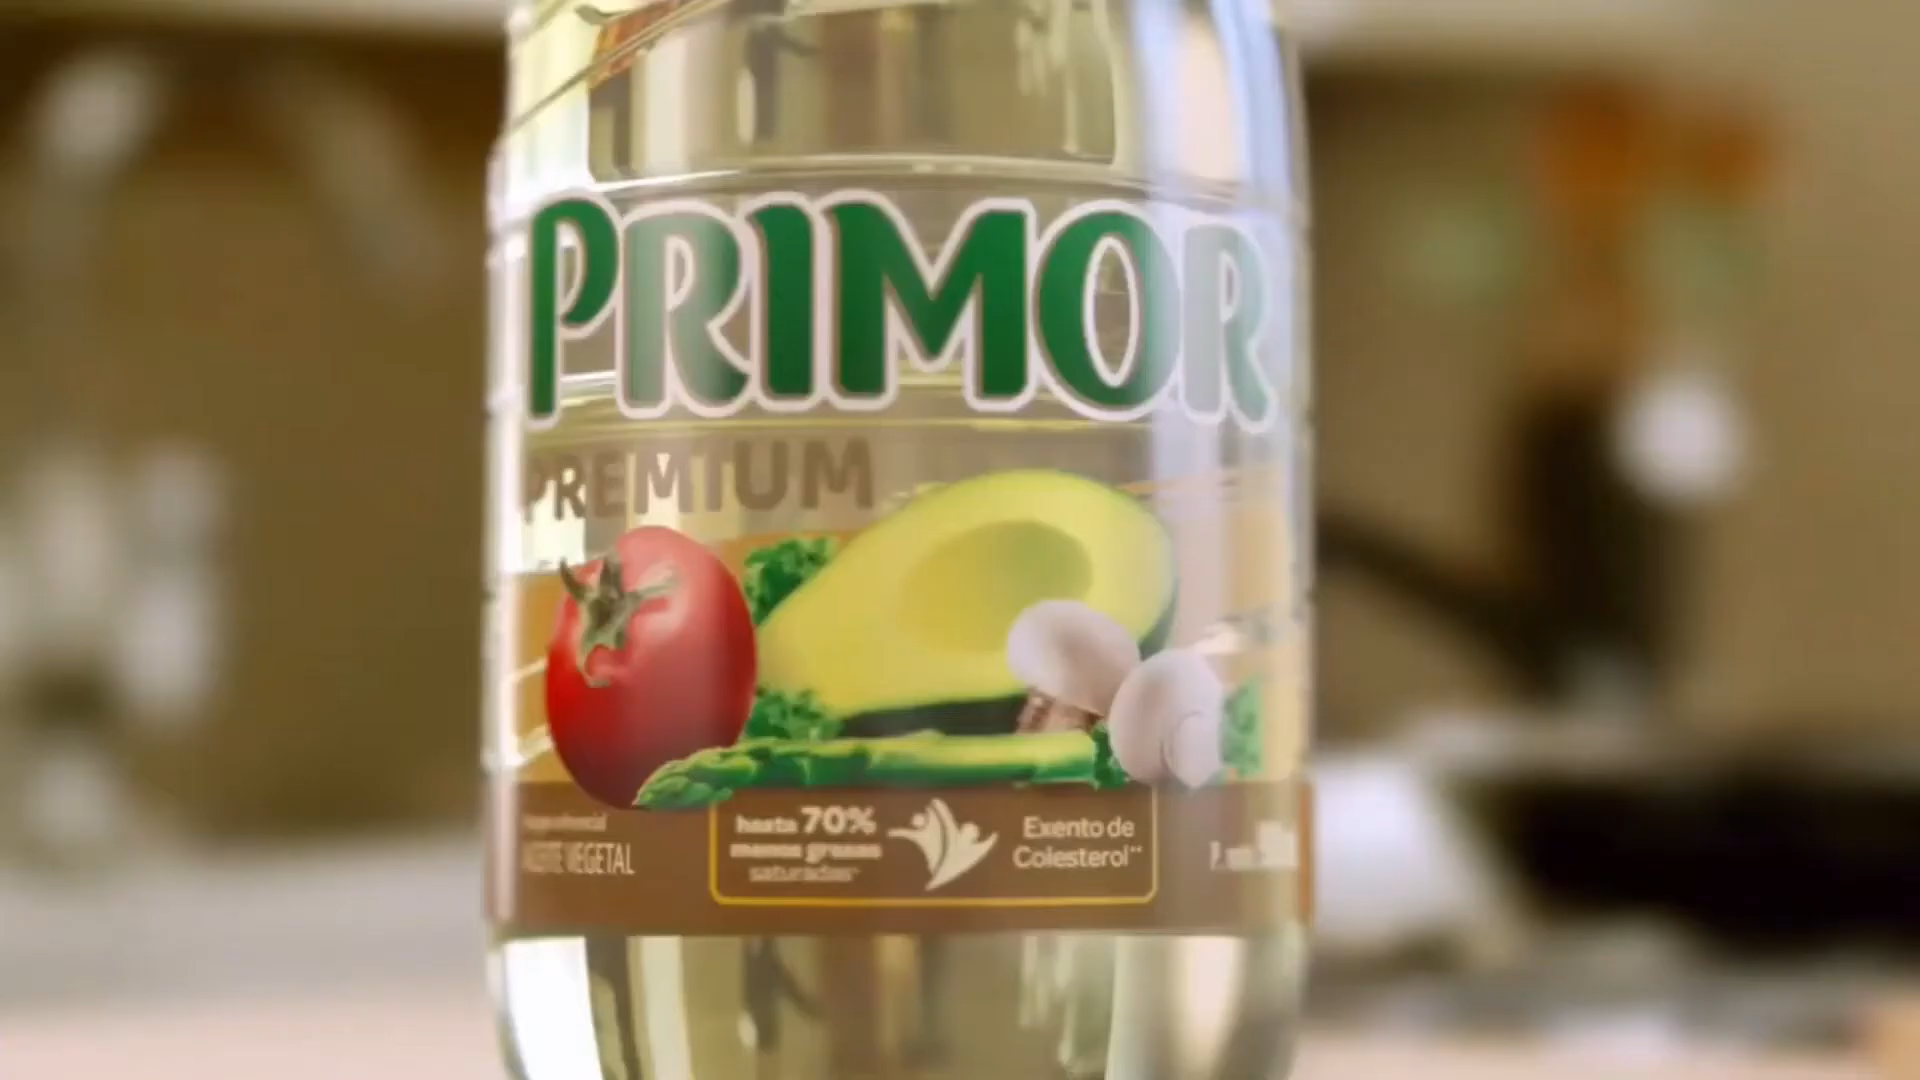 PRIMOR
PREMIUM
ACEITE VEGETAL
hasta 70%
menos grasas
saturadas*
Exento de
Colesterol**